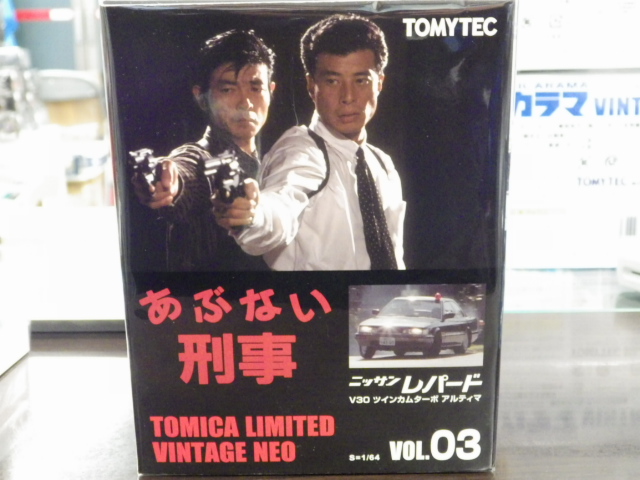 TOMYTEC
あぶない
刑事
ニッサン レパード
V30 ツインカムターボ アルティマ
TOMICA LIMITED
VINTAGE NEO
S=1/64
VOL.03
カラマ VINT
TOMYTEC